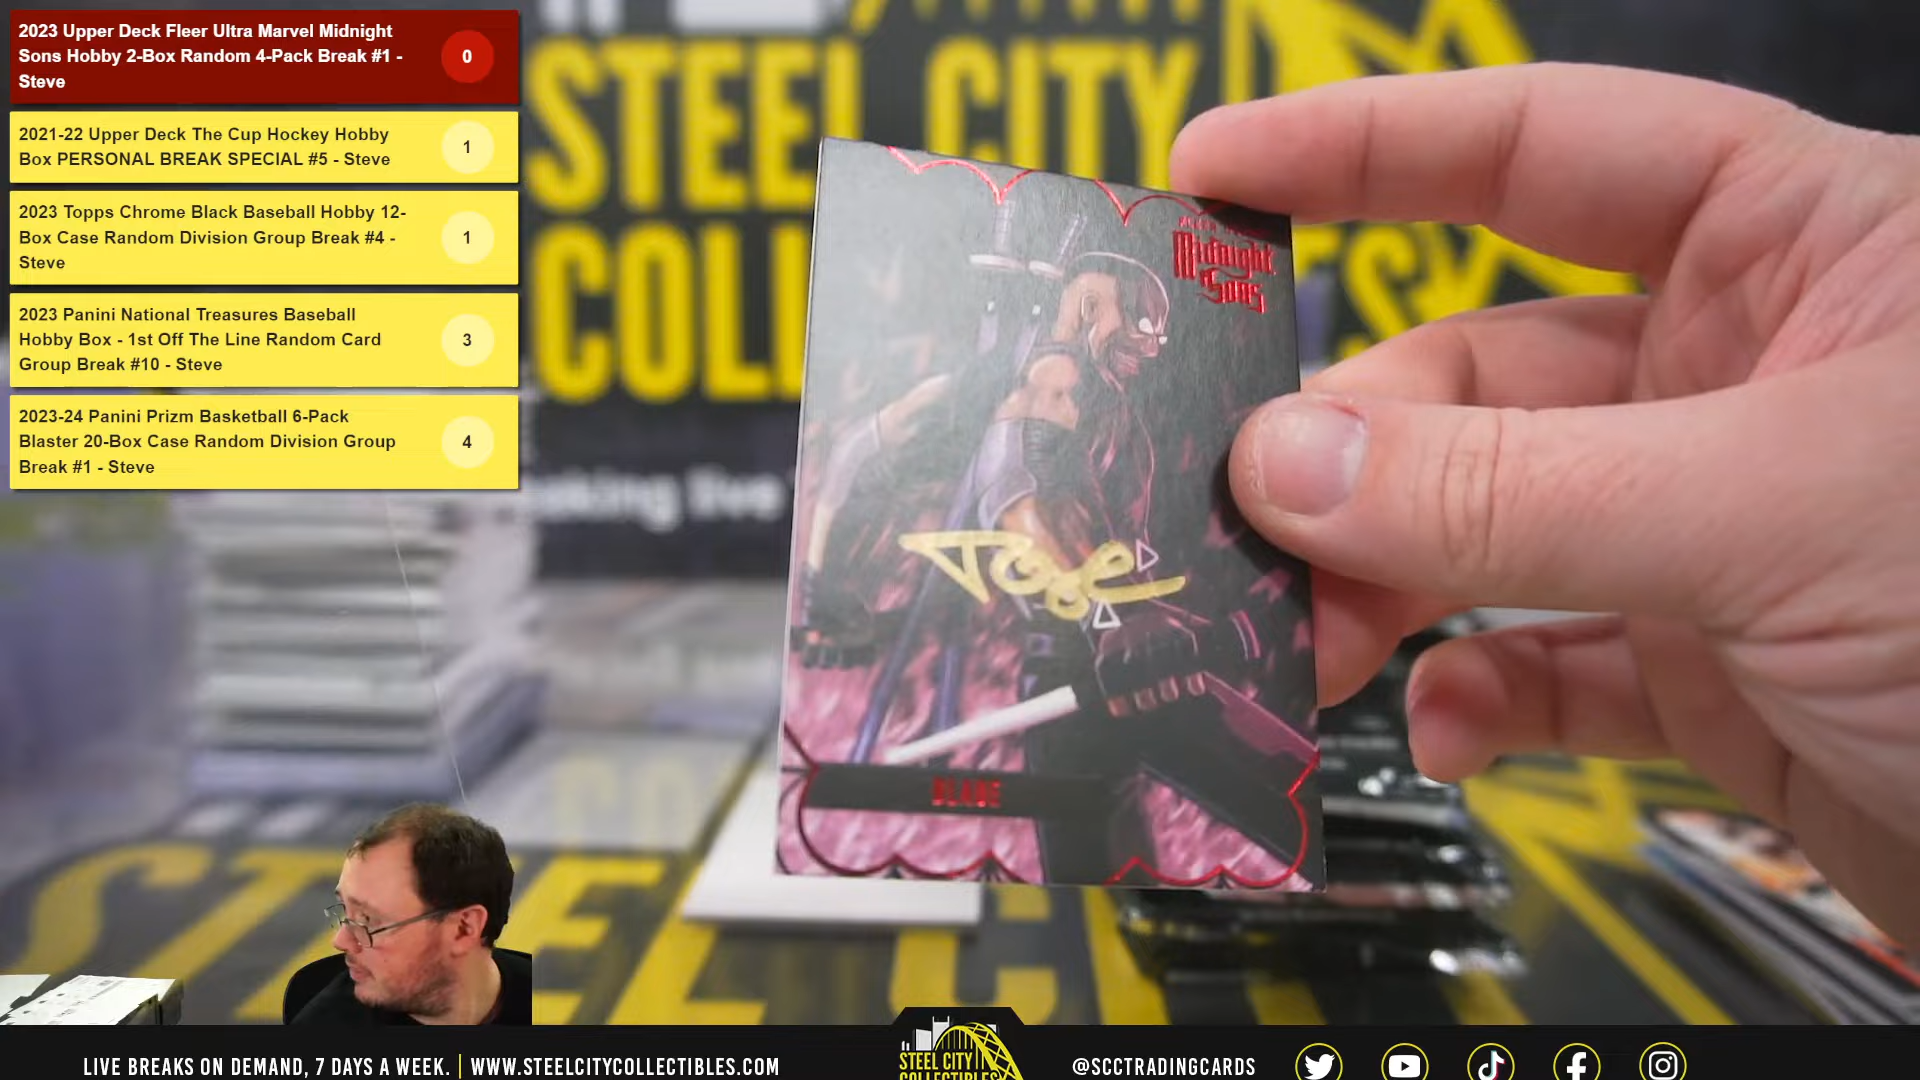 2023 Upper Deck Fleer Ultra Marvel Midnight
Sons Hobby 2-Box Random 4-Pack Break #1 -
Steve
0
2021-22 Upper Deck The Cup Hockey Hobby
Box PERSONAL BREAK SPECIAL #5 - Steve
1
2023 Topps Chrome Black Baseball Hobby 12-
Box Case Random Division Group Break #4 -
Steve
1
2023 Panini National Treasures Baseball
Hobby Box - 1st Off The Line Random Card
Group Break #10 - Steve
3
2023-24 Panini Prizm Basketball 6-Pack
Blaster 20-Box Case Random Division Group
Break #1 - Steve
4
STEEL CITY
Midnight
Sons
BLADE
LIVE BREAKS ON DEMAND, 7 DAYS A WEEK. | WWW.STEELCITYCOLLECTIBLES.COM
STEEL CITY
COLLECTIBLES
@SCCTRADINGCARDS